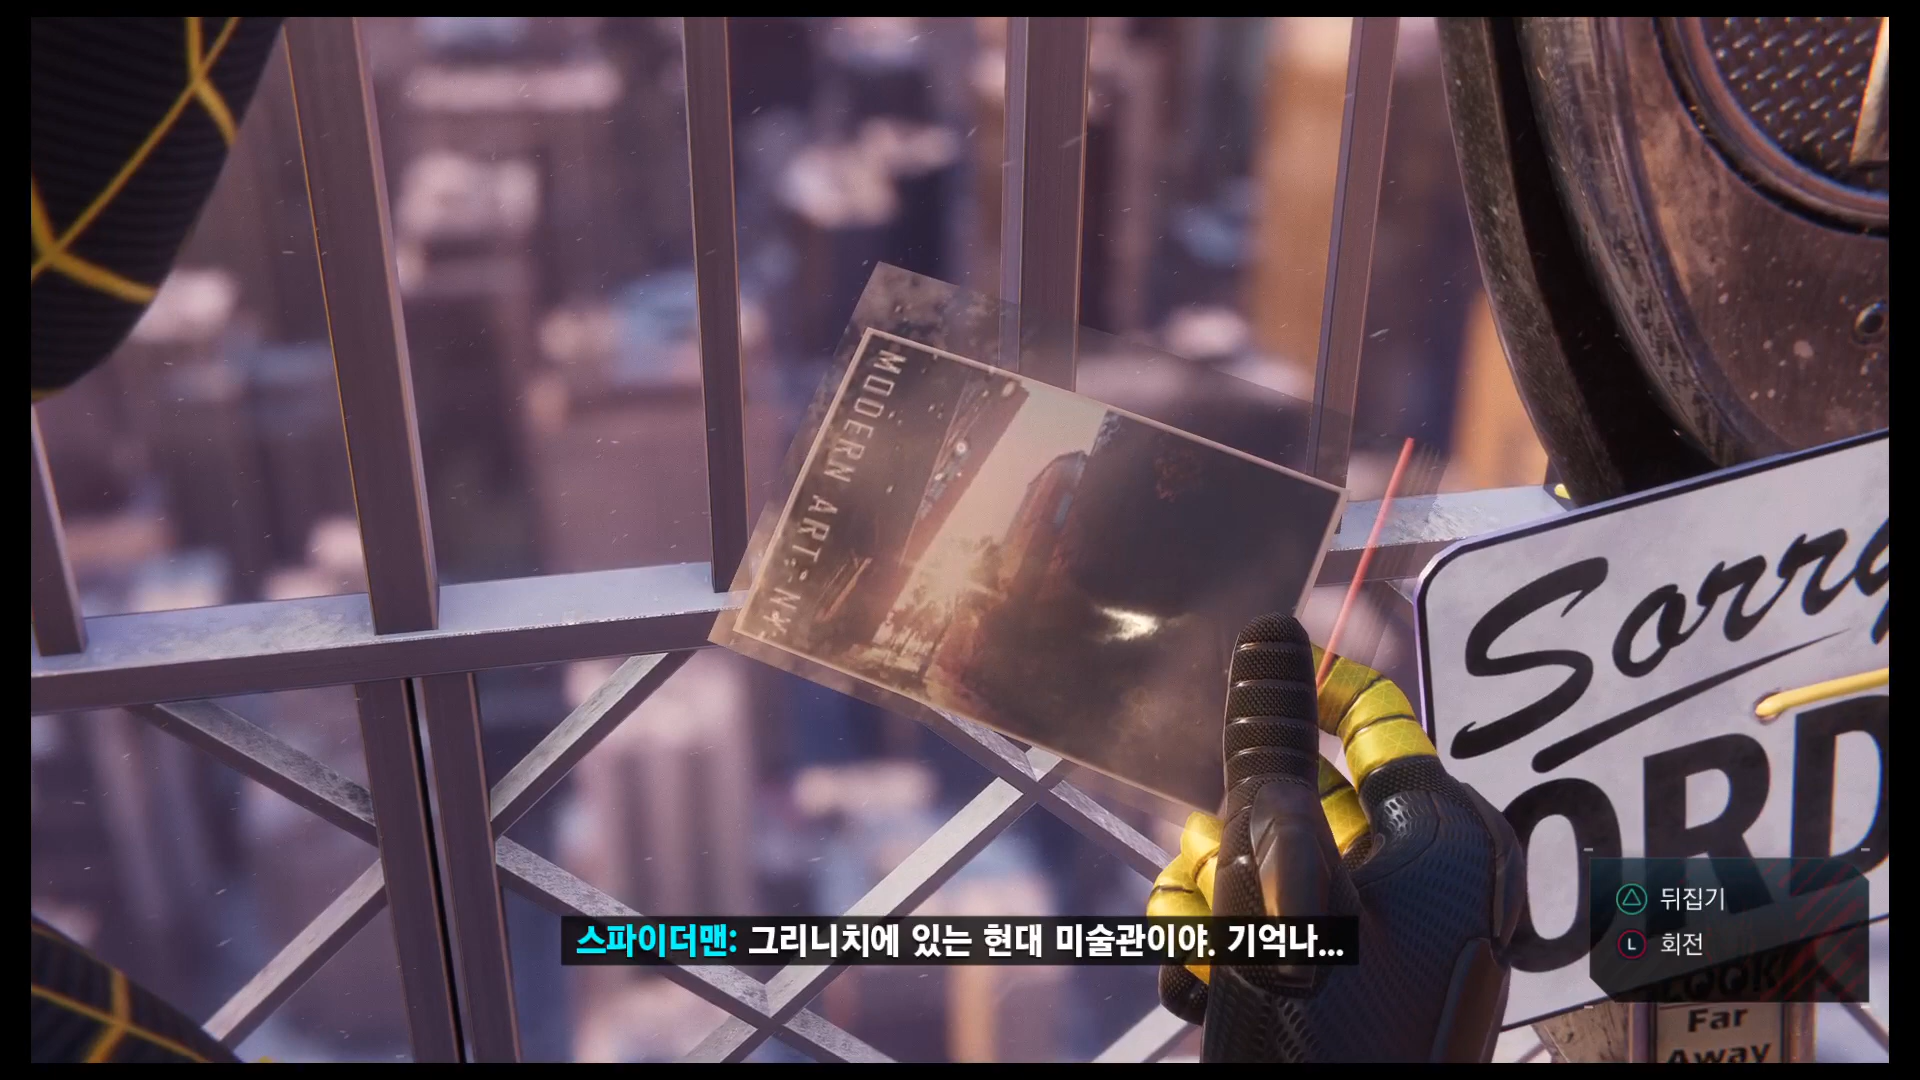 MODERN ART: NY
Sorry
ORD
스파이더맨: 그리니치에 있는 현대 미술관이야. 기억나...
뒤집기
L 회전
LOOK
Far
Away